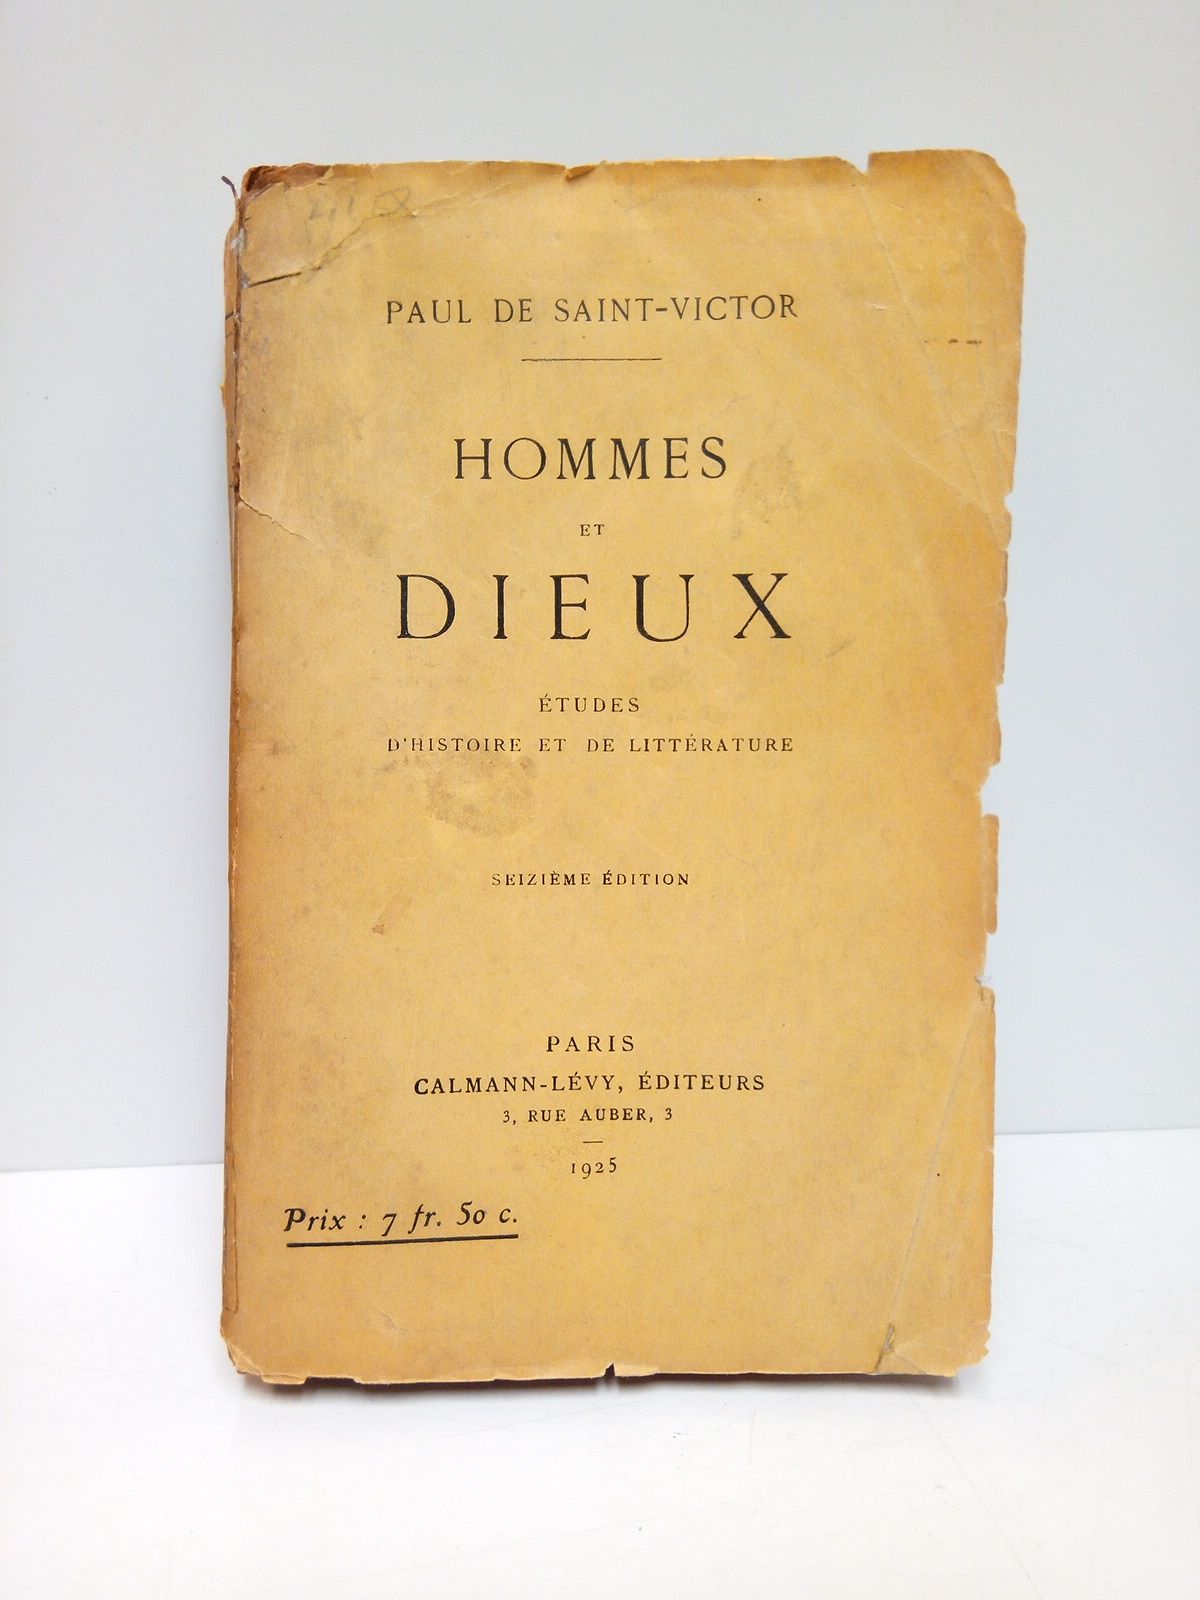 PAUL DE SAINT-VICTOR
HOMMES
ET
DIEUX
ÉTUDES
D'HISTOIRE ET DE LITTÉRATURE
SEIZIÈME ÉDITION
PARIS
CALMANN-LÉVY, ÉDITEURS
3, RUE AUBER, 3
1925
Prix : 7 fr. 50 c.